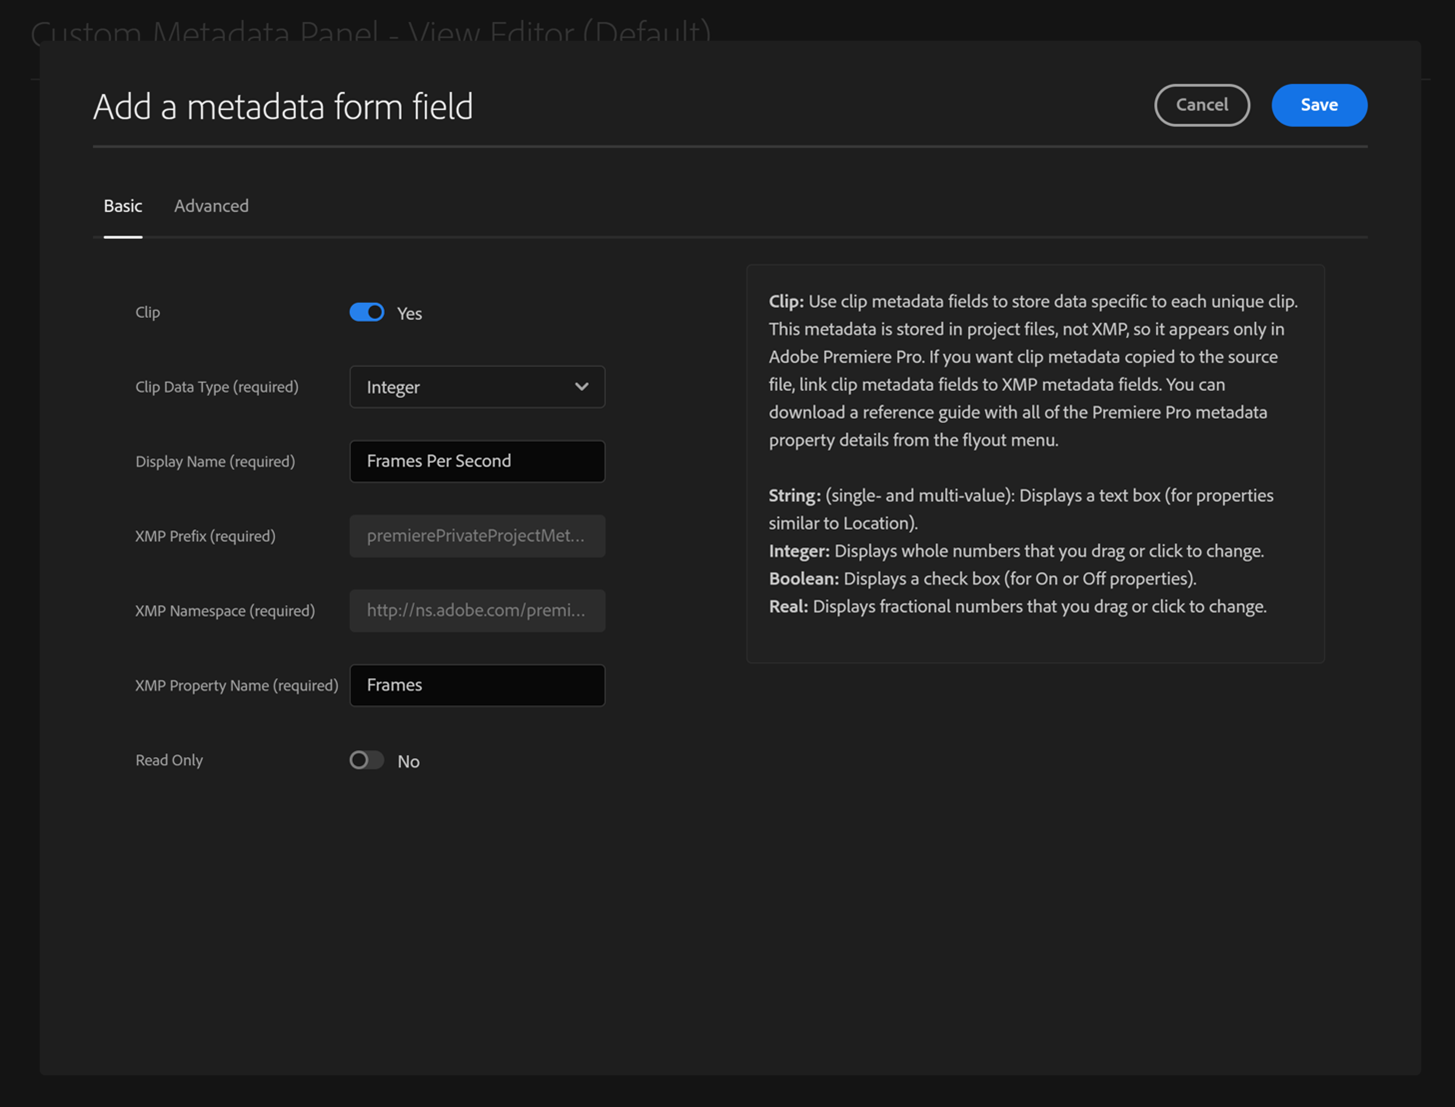 Custom Metadata Panel - View Editor (Default)
Add a metadata form field
Cancel
Save
Basic
Advanced
Clip
Yes
Clip Data Type (required)
Integer
Display Name (required)
Frames Per Second
XMP Prefix (required)
premierePrivateProjectMet...
XMP Namespace (required)
http://ns.adobe.com/premi...
XMP Property Name (required)
Frames
Read Only
No
Clip: Use clip metadata fields to store data specific to each unique clip.
This metadata is stored in project files, not XMP, so it appears only in
Adobe Premiere Pro. If you want clip metadata copied to the source
file, link clip metadata fields to XMP metadata fields. You can
download a reference guide with all of the Premiere Pro metadata
property details from the flyout menu.
String: (single- and multi-value): Displays a text box (for properties
similar to Location).
Integer: Displays whole numbers that you drag or click to change.
Boolean: Displays a check box (for On or Off properties).
Real: Displays fractional numbers that you drag or click to change.